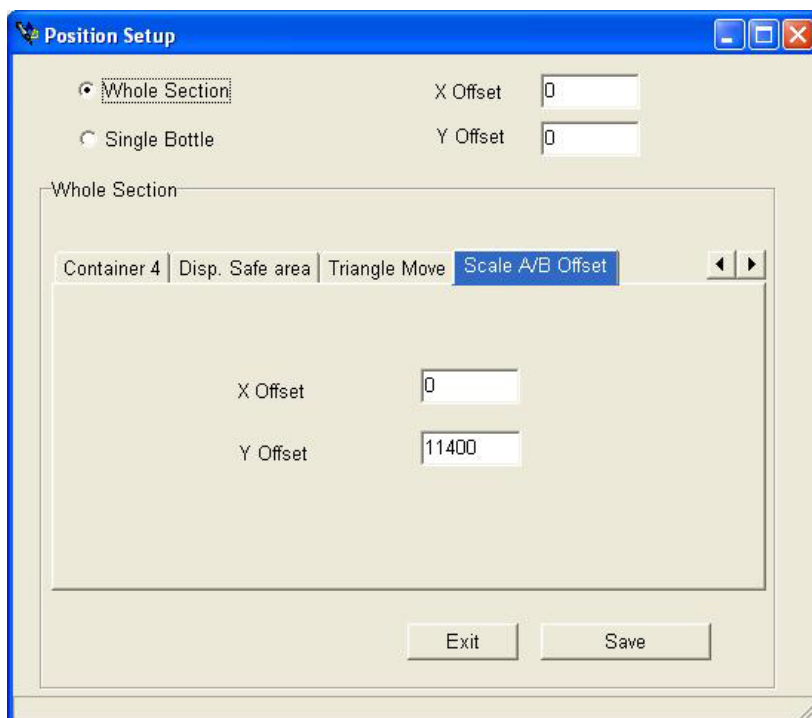 Position Setup
Whole Section X Offset 0
Single Bottle Y Offset 0
Whole Section
Container 4 Disp. Safe area Triangle Move Scale A/B Offset
X Offset 0
Y Offset 11400
Exit Save